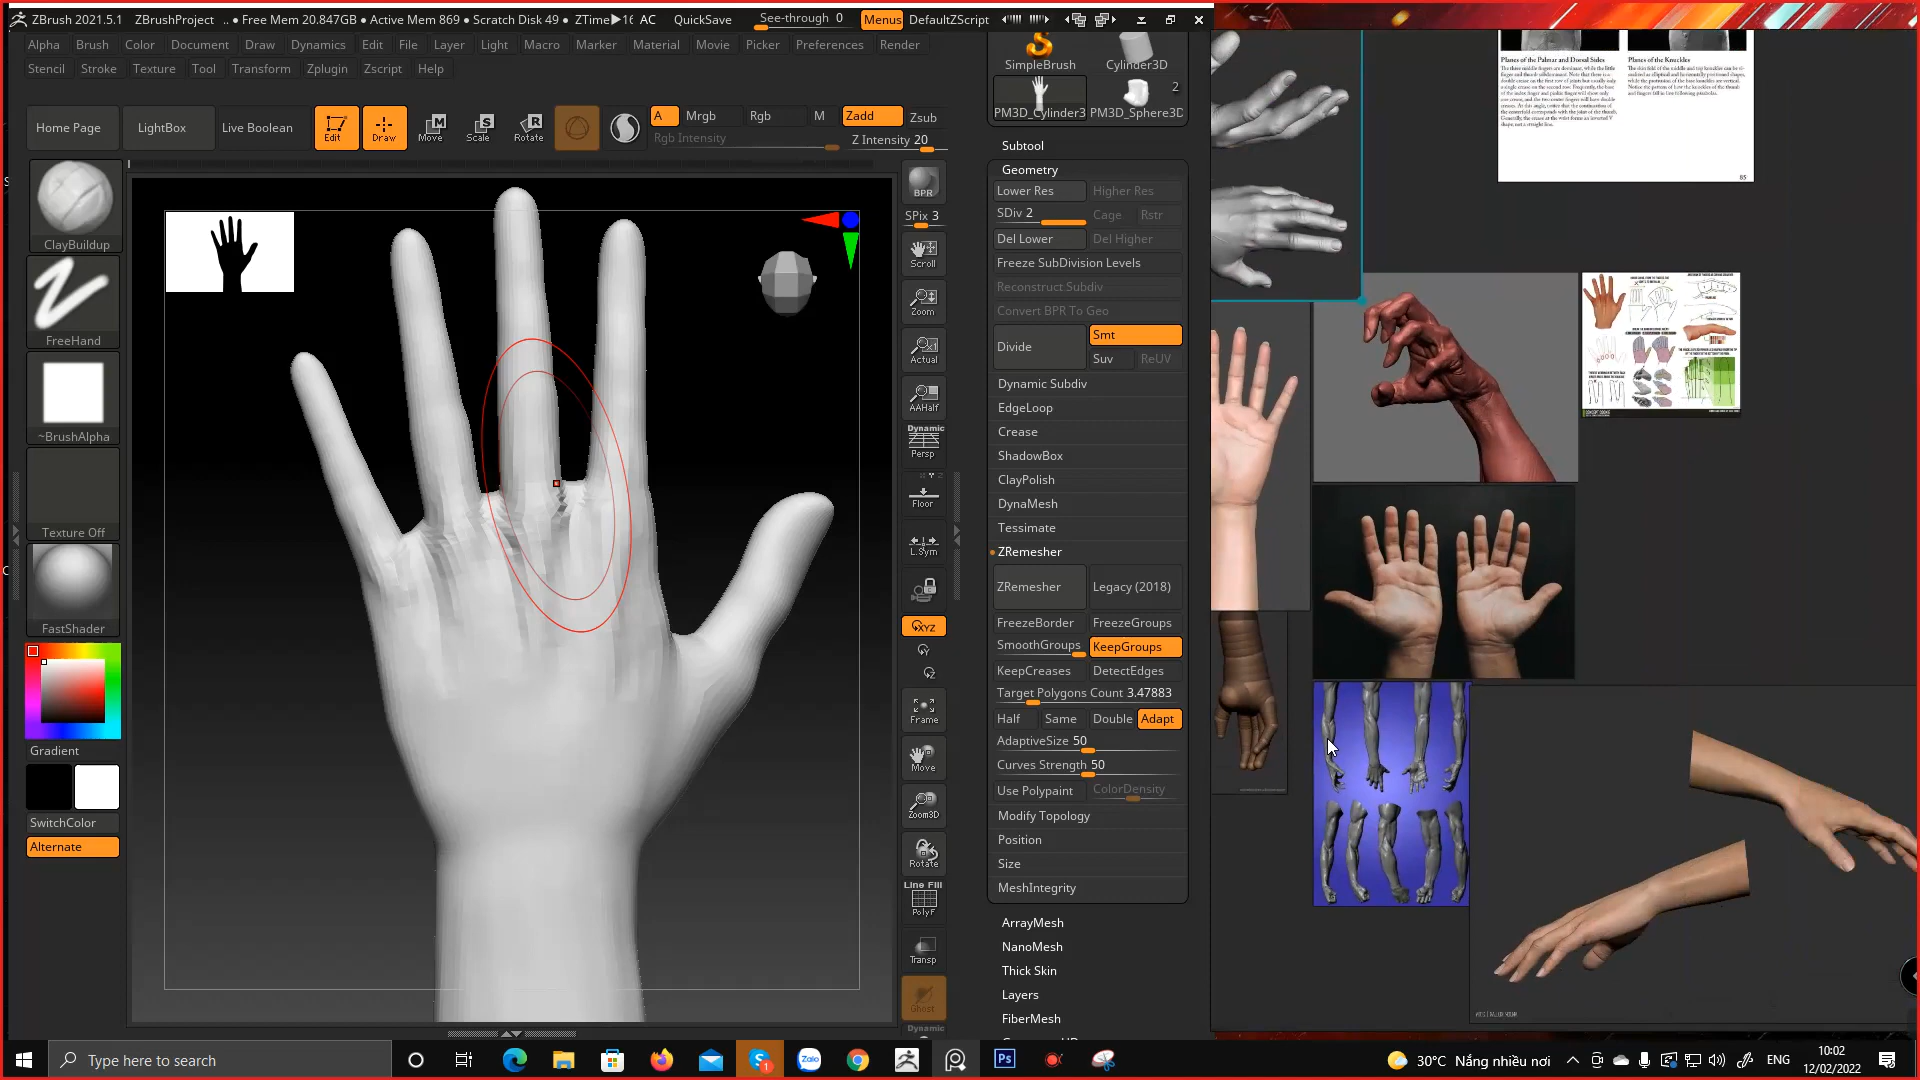 ZBrush 2021.5.1 ZBrushProject .. ● Free Mem 20.847GB ● Active Mem 869 ● Scratch Disk 49 ● ZTime▶16 AC QuickSave See-through 0 Menus DefaultZScript
Alpha Brush Color Document Draw Dynamics Edit File Layer Light Macro Marker Material Movie Picker Preferences Render
Stencil Stroke Texture Tool Transform Zplugin Zscript Help
Home Page LightBox Live Boolean Edit Draw Move Scale Rotate
A Mrgb Rgb M Zadd Zsub
Rgb Intensity Z Intensity 20
ClayBuildup
FreeHand
~BrushAlpha
Texture Off
FastShader
Gradient
SwitchColor
Alternate
BPR
SPix 3
Scroll
Zoom
Actual
AAHalf
Dynamic
Persp
Floor
L.Sym
XYZ
Frame
Move
Zoom3D
Rotate
Line Fill
PolyF
Transp
Ghost
Dynamic
SimpleBrush Cylinder3D
2
PM3D_Cylinder3 PM3D_Sphere3D
Subtool
Geometry
Lower Res Higher Res
SDiv 2 Cage Rstr
Del Lower Del Higher
Freeze SubDivision Levels
Reconstruct Subdiv
Convert BPR To Geo
Divide Smt
Suv ReUV
Dynamic Subdiv
EdgeLoop
Crease
ShadowBox
ClayPolish
DynaMesh
Tessimate
ZRemesher
ZRemesher Legacy (2018)
FreezeBorder FreezeGroups
SmoothGroups KeepGroups
KeepCreases DetectEdges
Target Polygons Count 3.47883
Half Same Double Adapt
AdaptiveSize 50
Curves Strength 50
Use Polypaint ColorDensity
Modify Topology
Position
Size
MeshIntegrity
ArrayMesh
NanoMesh
Thick Skin
Layers
FiberMesh
Planes of the Palmar and Dorsal Sides
Planes of the Knuckles
85
Type here to search
30°C Nắng nhiều nơi
ENG
10:02
12/02/2022